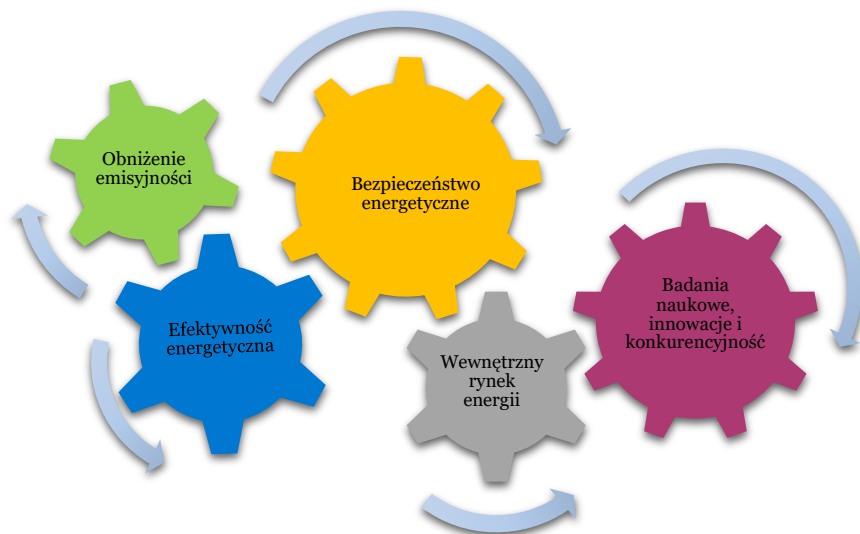 Obniżenie
emisyjności
Bezpieczeństwo
energetyczne
Efektywność
energetyczna
Wewnętrzny
rynek
energii
Badania
naukowe,
innowacje i
konkurencyjność